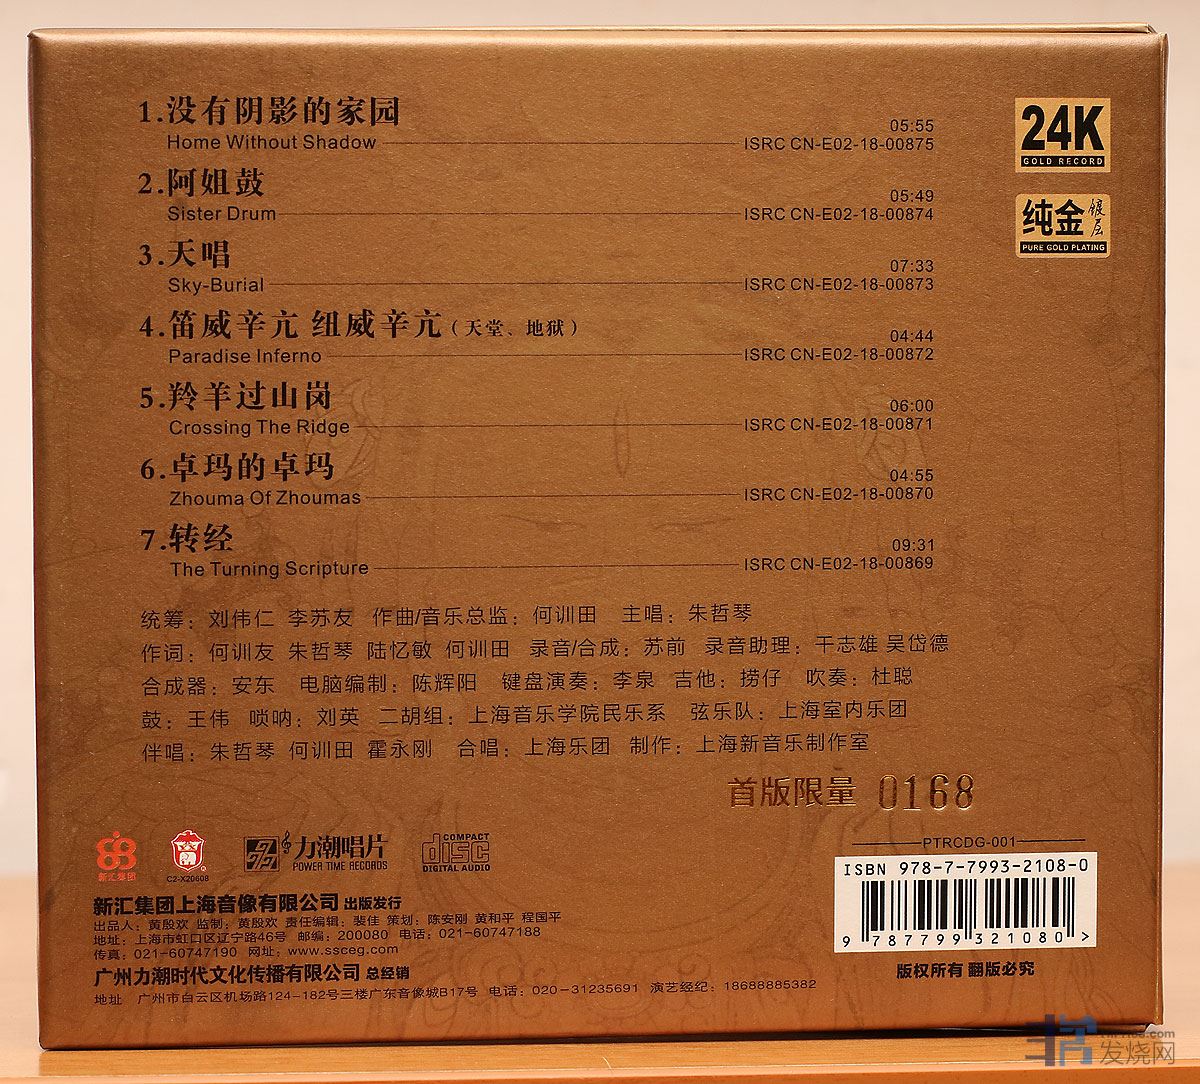 1.没有阴影的家园
Home Without Shadow
05:55
ISRC CN-E02-18-00875
2.阿姐鼓
Sister Drum
05:49
ISRC CN-E02-18-00874
3.天唱
Sky-Burial
07:33
ISRC CN-E02-18-00873
4.笛威辛亢 纽威辛亢(天堂、地狱)
Paradise Inferno
04:44
ISRC CN-E02-18-00872
5.羚羊过山岗
Crossing The Ridge
06:00
ISRC CN-E02-18-00871
6.卓玛的卓玛
Zhouma Of Zhoumas
04:55
ISRC CN-E02-18-00870
7.转经
The Turning Scripture
09:31
ISRC CN-E02-18-00869
24K
GOLD RECORD
纯金镀层
PURE GOLD PLATING
统筹：刘伟仁 李苏友 作曲/音乐总监：何训田 主唱：朱哲琴
作词：何训友 朱哲琴 陆忆敏 何训田 录音/合成：苏前 录音助理：干志雄 吴岱德
合成器：安东 电脑编制：陈辉阳 键盘演奏：李泉 吉他：捞仔 吹奏：杜聪
鼓：王伟 唢呐：刘英 二胡组：上海音乐学院民乐系 弦乐队：上海室内乐团
伴唱：朱哲琴 何训田 霍永刚 合唱：上海乐团 制作：上海新音乐制作室
首版限量 0168
新汇集团
C2-X20608
力潮唱片
POWER TIME RECORDS
COMPACT
disc
DIGITAL AUDIO
PTRCDG-001
ISBN 978-7-7993-2108-0
9 787799 321080 >
版权所有 翻版必究
新汇集团上海音像有限公司 出版发行
出品人：黄殷欢 监制：黄殷欢 责任编辑：裴佳 策划：陈安刚 黄和平 程国平
地址：上海市虹口区辽宁路46号 邮编：200080 电话：021-60747188
传真：021-60747190 网址：www.ssceg.com
广州力潮时代文化传播有限公司 总经销
地址 广州市白云区机场路124-182号三楼广东音像城B17号 电话：020-31235691 演艺经纪：18688885382
发烧网